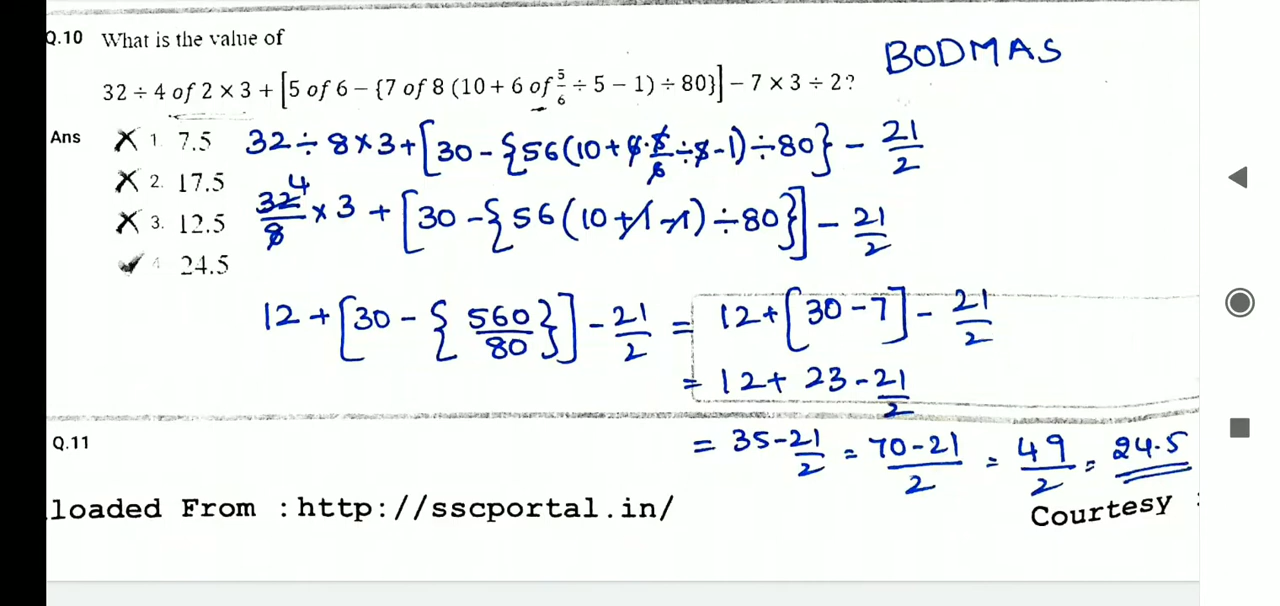 Q.10 What is the value of
BODMAS
32 ÷ 4 of 2 × 3 + [5 of 6 − {7 of 8 (10 + 6 of 5/6 ÷ 5 − 1) ÷ 80}] − 7 × 3 ÷ 2?
Ans 1. 7.5
32 ÷ 8 × 3 + [30 - {56(10 + 6·5/6 ÷ 5 - 1) ÷ 80} - 21/2
2. 17.5
32/8 4 × 3 + [30 - {56(10 + 1 - 1) ÷ 80}] - 21/2
3. 12.5
4. 24.5
12 + [30 - {560/80}] - 21/2 = 12 + [30 - 7] - 21/2
= 12 + 23 - 21/2
Q.11
= 35 - 21/2 = 70 - 21/2 = 49/2 = 24.5
loaded From :http://sscportal.in/
Courtesy :